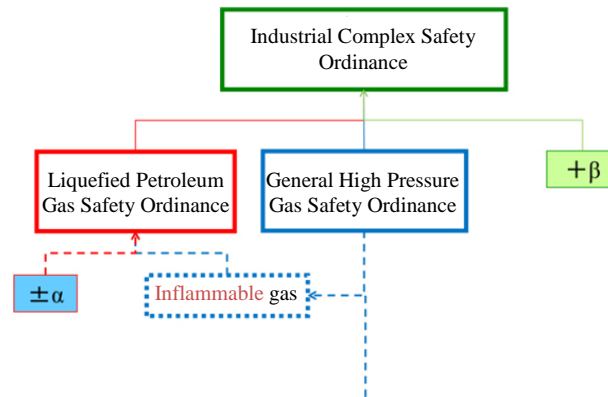 Industrial Complex Safety
Ordinance
Liquefied Petroleum
Gas Safety Ordinance
General High Pressure
Gas Safety Ordinance
+β
±α
Inflammable gas